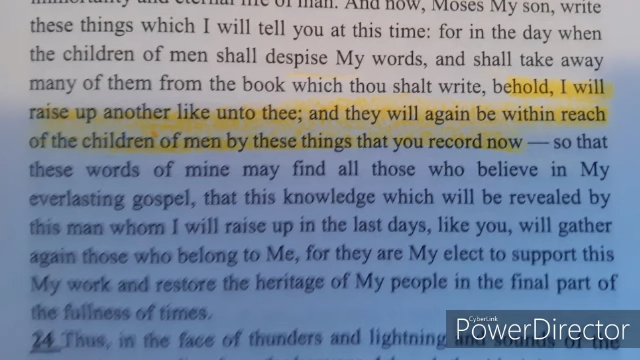 immortality and eternal life of man. And now, Moses My son, write
these things which I will tell you at this time: for in the day when
the children of men shall despise My words, and shall take away
many of them from the book which thou shalt write, behold, I will
raise up another like unto thee; and they will again be within reach
of the children of men by these things that you record now — so that
these words of mine may find all those who believe in My
everlasting gospel, that this knowledge which will be revealed by
this man whom I will raise up in the last days, like you, will gather
again those who belong to Me, for they are My elect to support this
My work and restore the heritage of My people in the final part of
the fullness of times.
24 Thus, in the face of thunders and lightning and sounds of the
CyberLink
PowerDirector